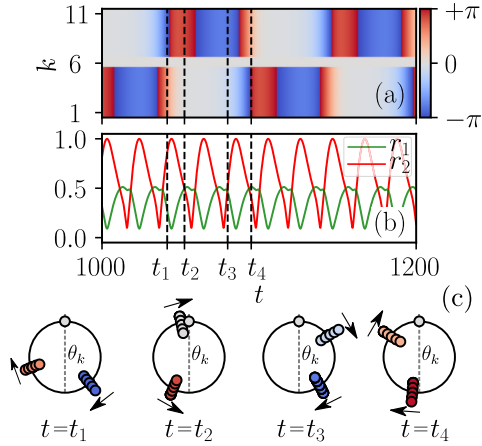 11
6
1
k
(a)
+π
0
−π
1.0
0.5
0.0
r₁
r₂
(b)
1000 t₁ t₂ t₃ t₄ 1200
t
(c)
θₖ θₖ θₖ θₖ
t=t₁ t=t₂ t=t₃ t=t₄